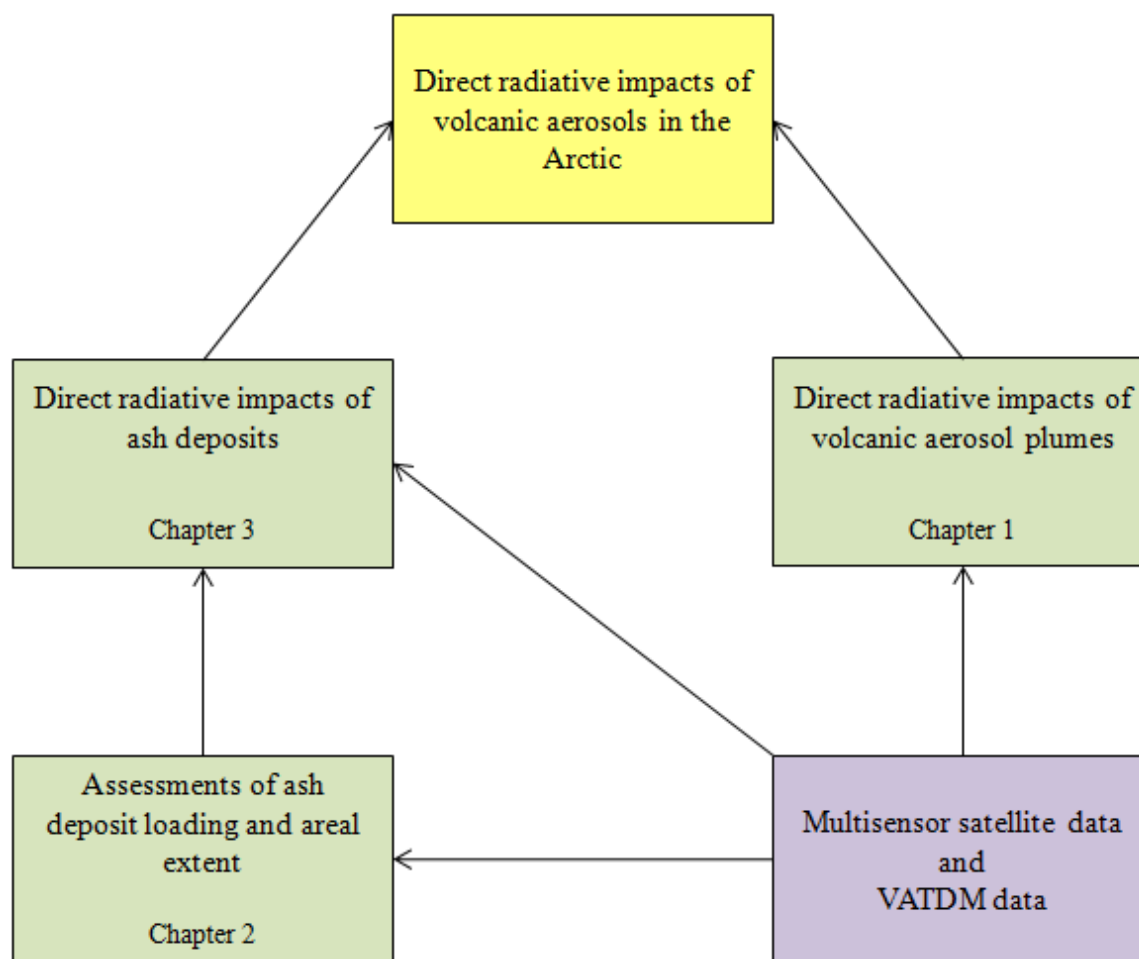 Direct radiative impacts of
volcanic aerosols in the
Arctic
Direct radiative impacts of
ash deposits
Chapter 3
Direct radiative impacts of
volcanic aerosol plumes
Chapter 1
Assessments of ash
deposit loading and areal
extent
Chapter 2
Multisensor satellite data
and
VATDM data